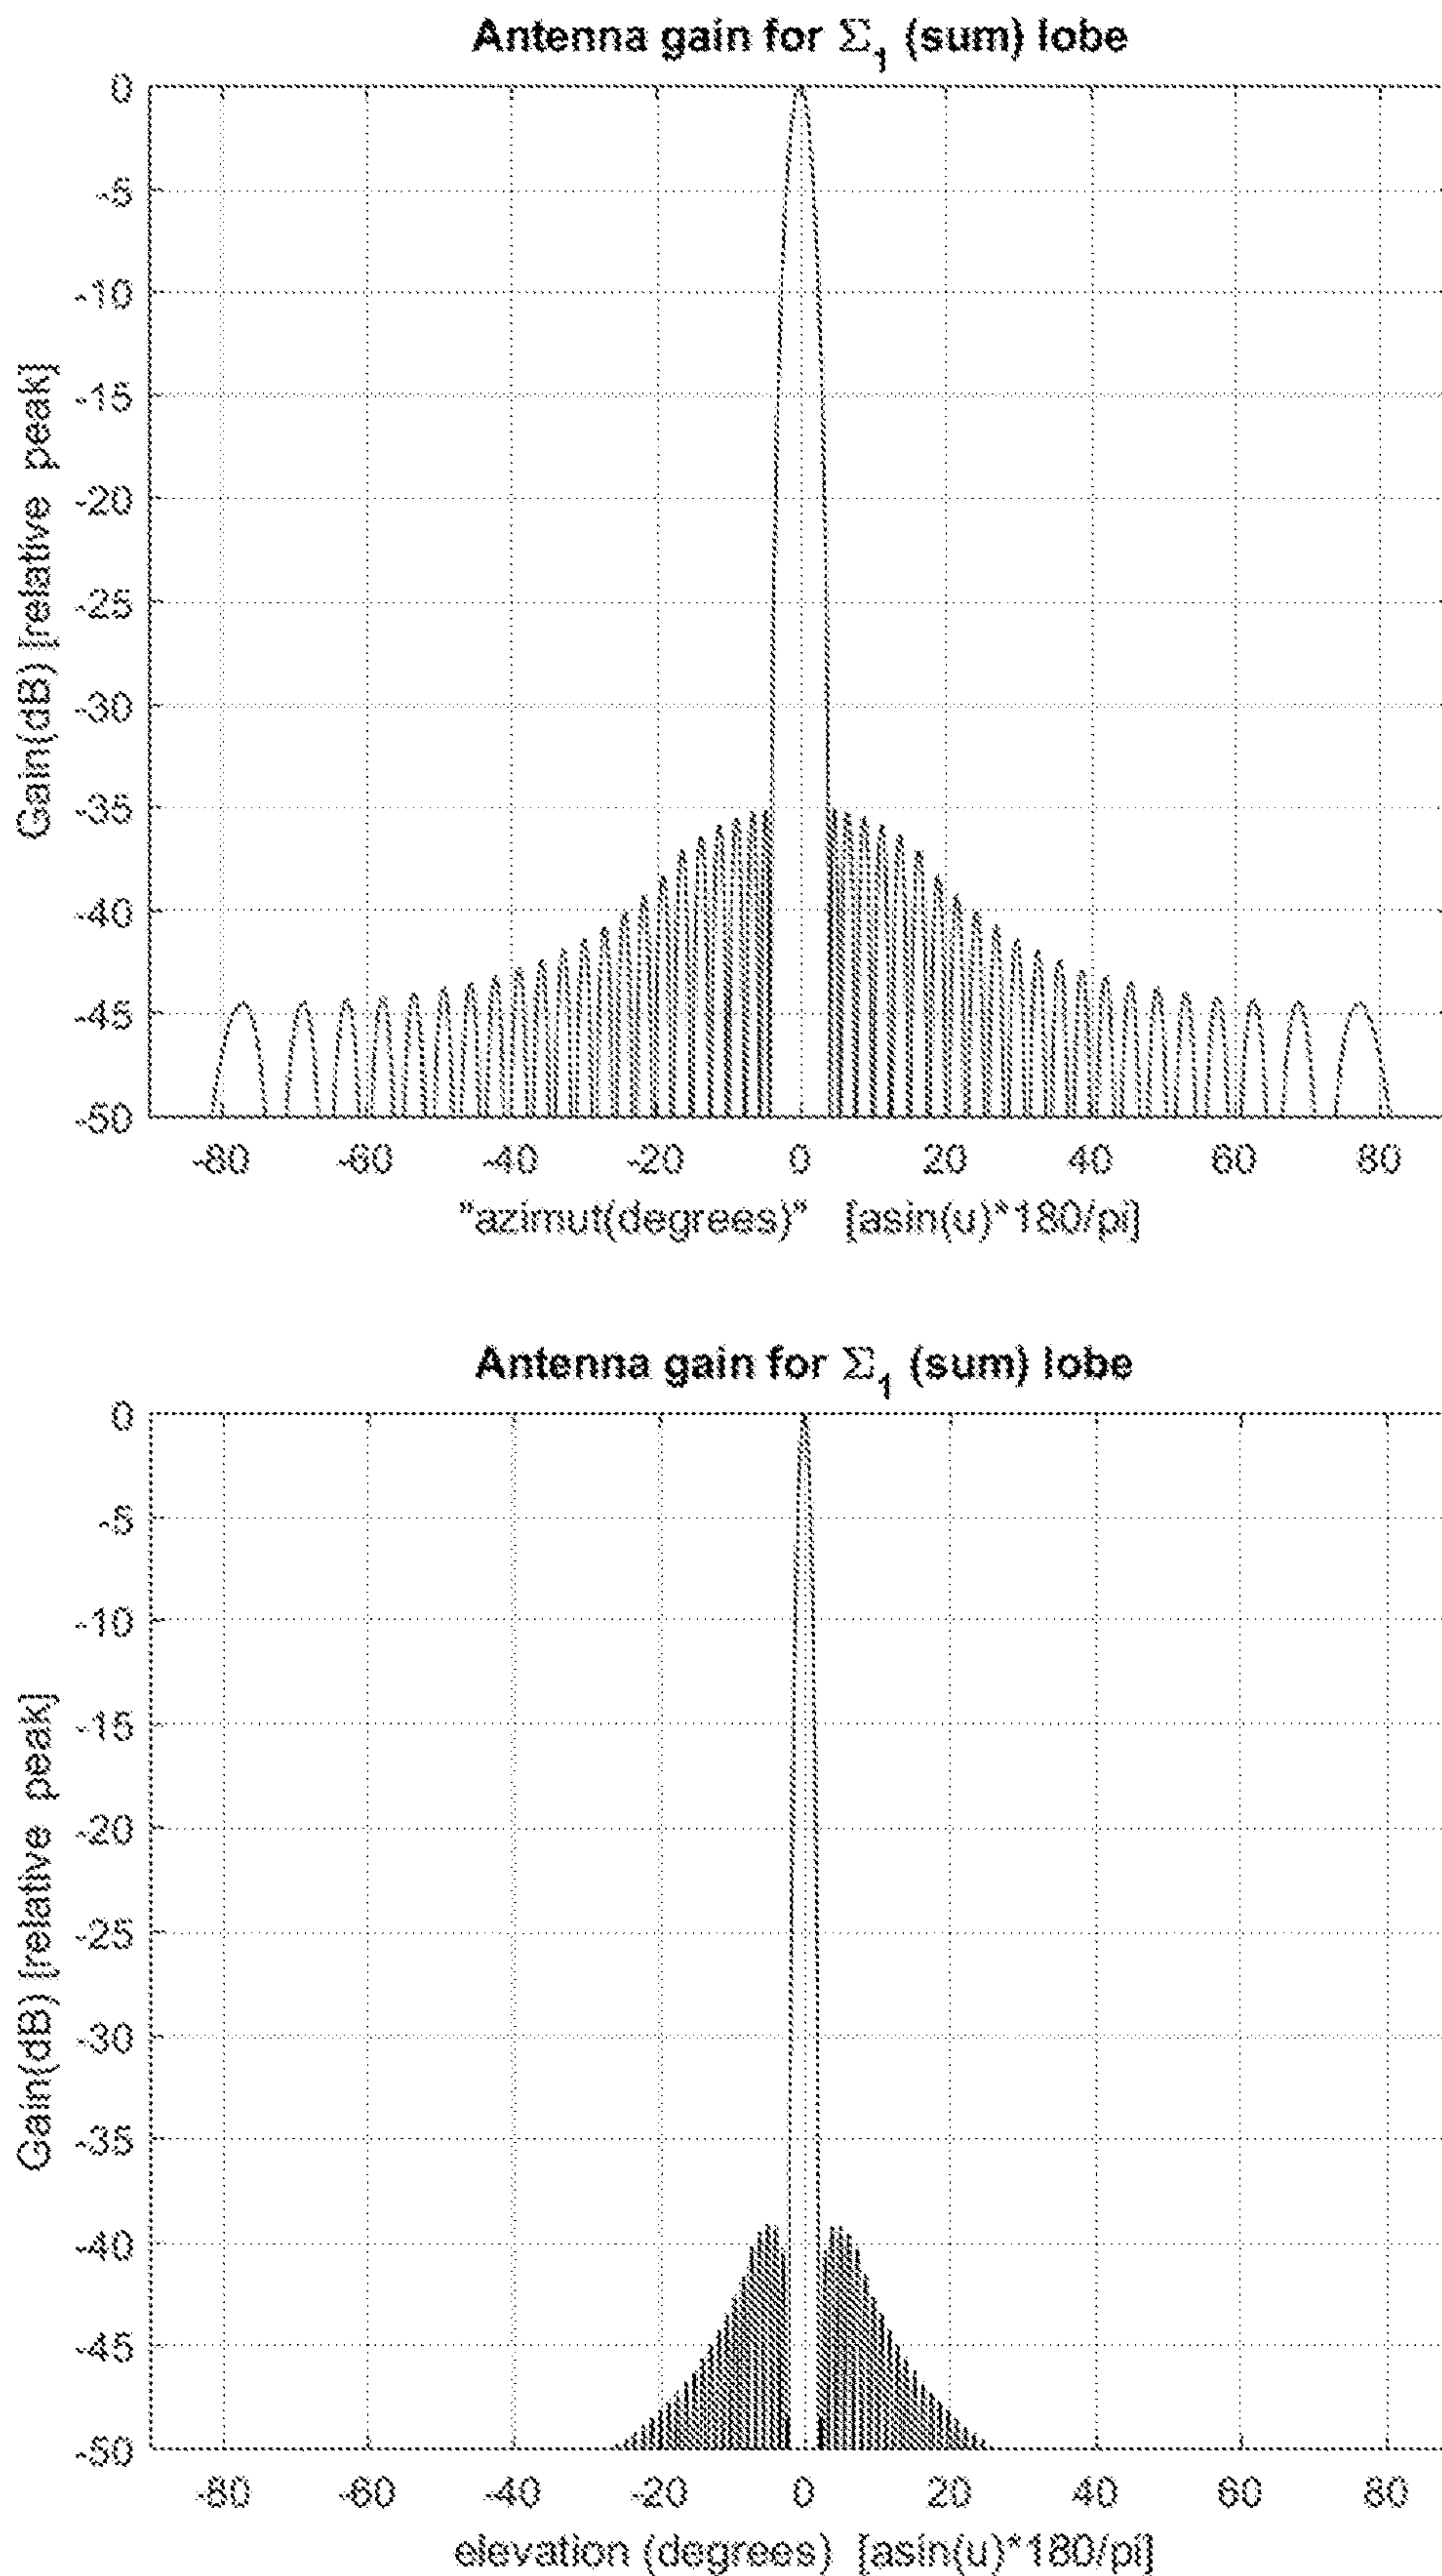 Antenna gain for Σ1 (sum) lobe
0
-5
-10
-15
-20
-25
-30
-35
-40
-45
-50
Gain(dB) [relative peak]
-80 -60 -40 -20 0 20 40 60 80
"azimut(degrees)" [asin(u)*180/pi]
Antenna gain for Σ1 (sum) lobe
0
-5
-10
-15
-20
-25
-30
-35
-40
-45
-50
Gain(dB) [relative peak]
-80 -60 -40 -20 0 20 40 60 80
elevation (degrees) [asin(u)*180/pi]